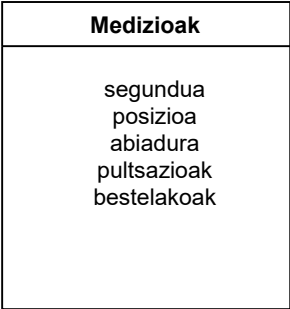 Medizioak
segundua
posizioa
abiadura
pultsazioak
bestelakoak